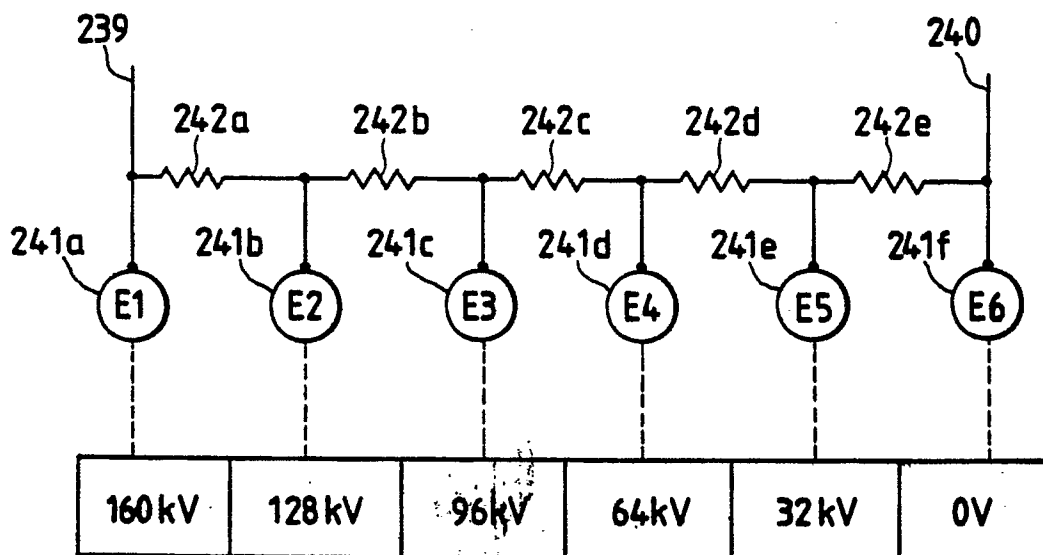 239 240
242a 242b 242c 242d 242e
241a 241b 241c 241d 241e 241f
E1 E2 E3 E4 E5 E6
160kV 128kV 96kV 64kV 32kV 0V